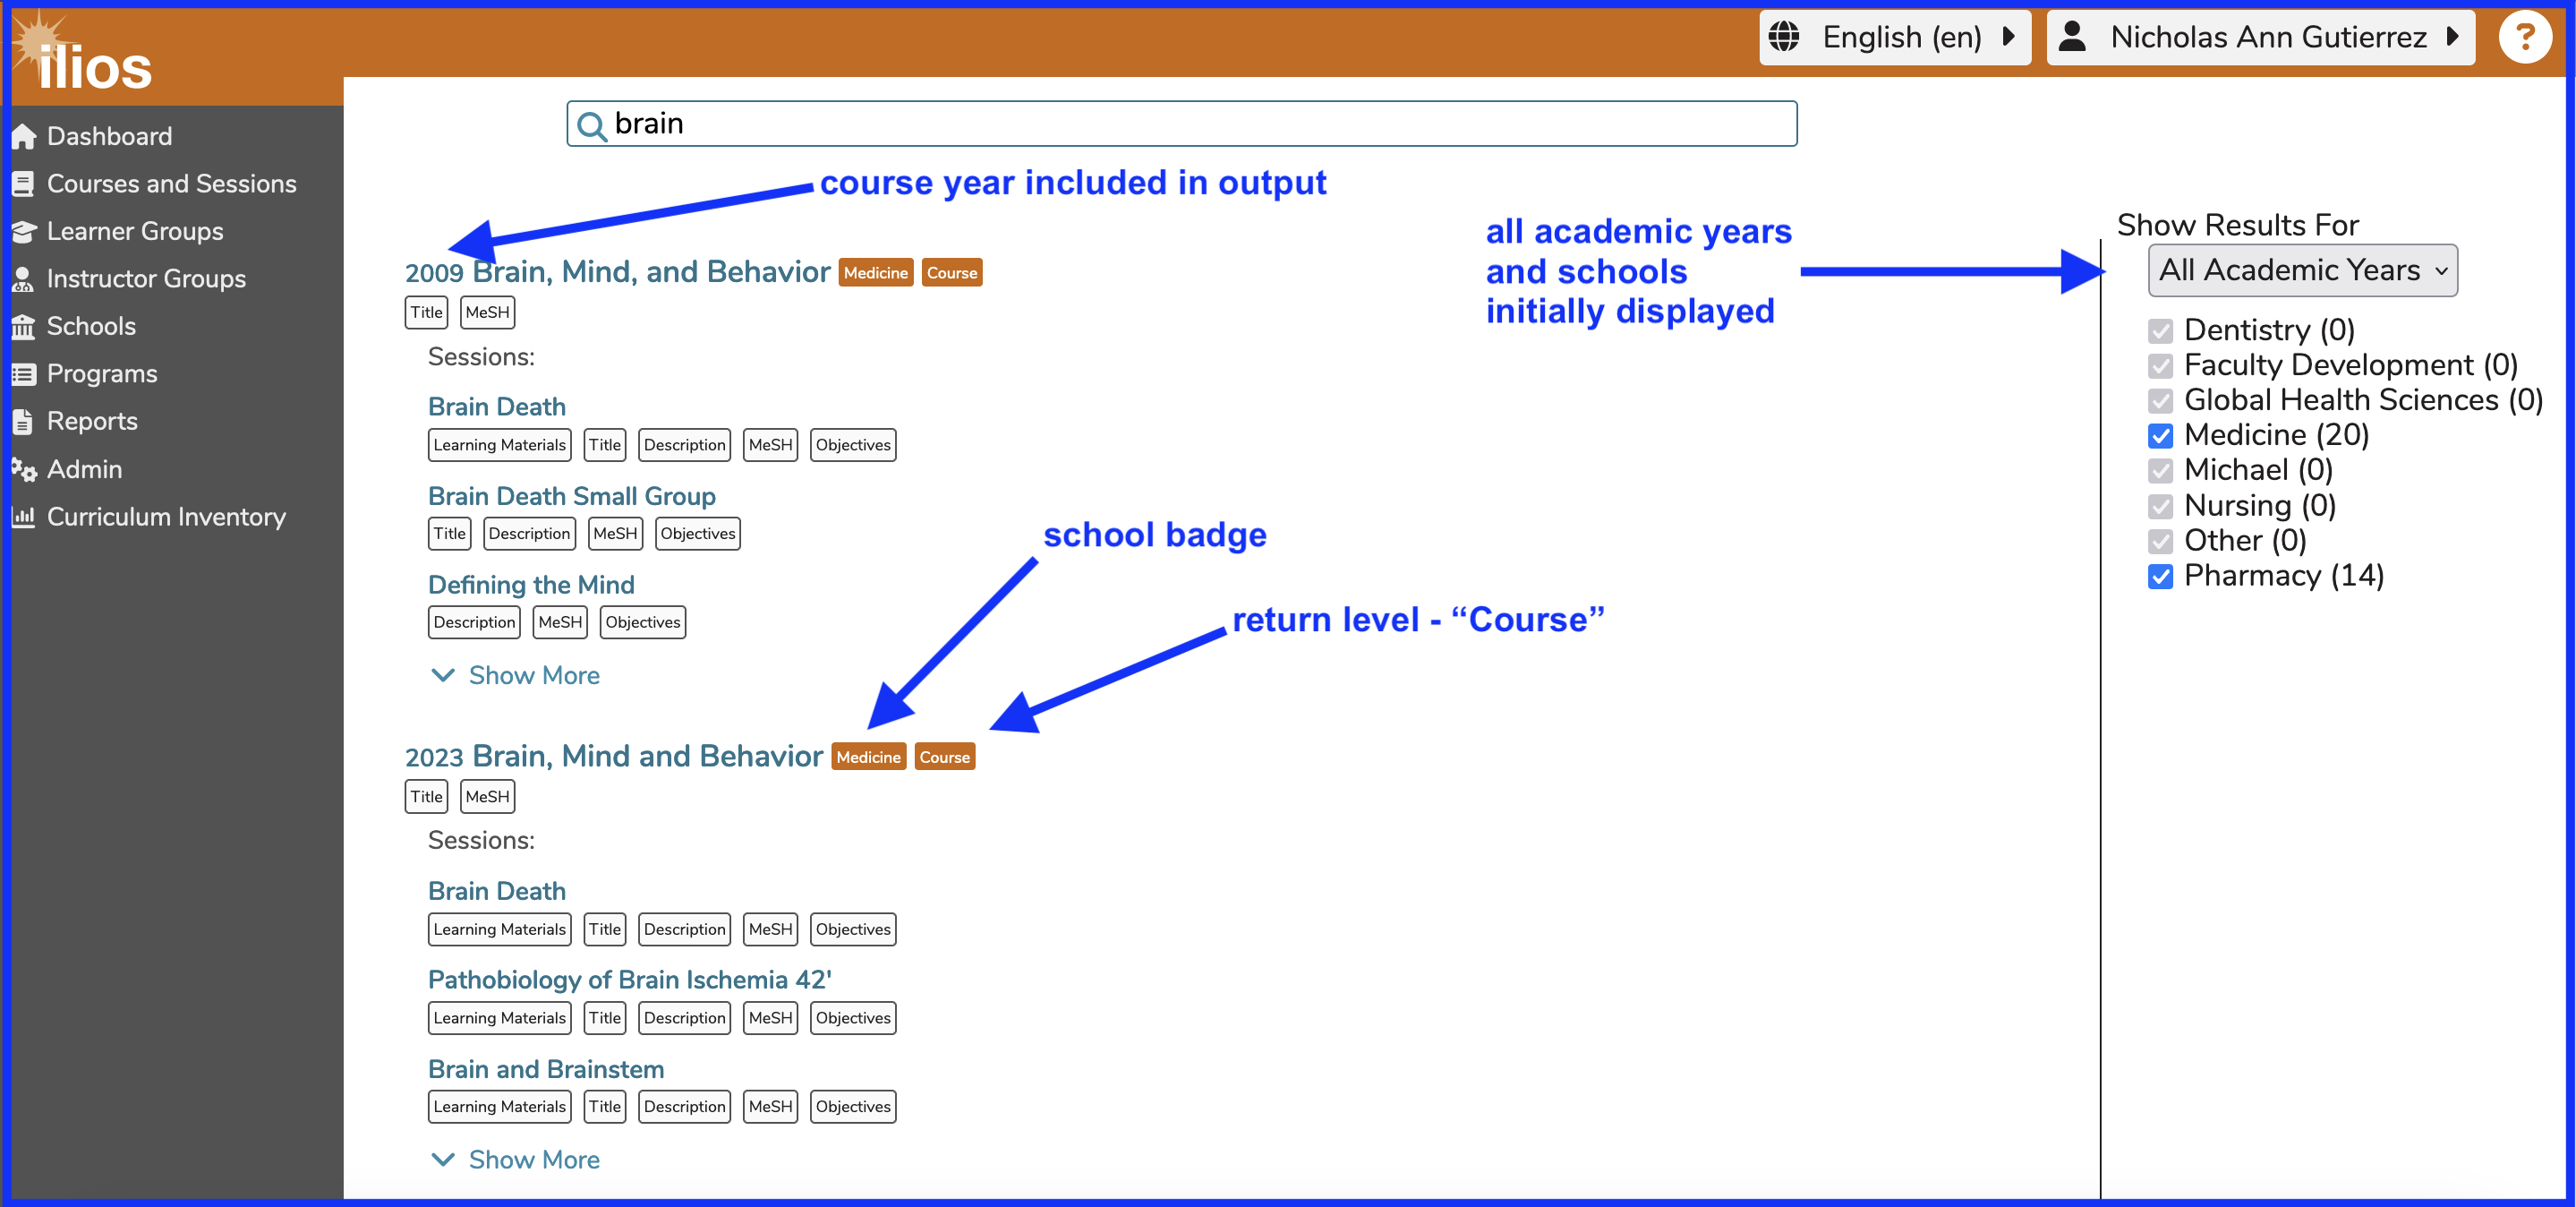 ilios
English (en)
Nicholas Ann Gutierrez
?
Dashboard
Courses and Sessions
Learner Groups
Instructor Groups
Schools
Programs
Reports
Admin
Curriculum Inventory
brain
course year included in output
2009 Brain, Mind, and Behavior Medicine Course
Title MeSH
Sessions:
Brain Death
Learning Materials Title Description MeSH Objectives
Brain Death Small Group
Title Description MeSH Objectives
Defining the Mind
Description MeSH Objectives
Show More
school badge
return level - “Course”
2023 Brain, Mind and Behavior Medicine Course
Title MeSH
Sessions:
Brain Death
Learning Materials Title Description MeSH Objectives
Pathobiology of Brain Ischemia 42'
Learning Materials Title Description MeSH Objectives
Brain and Brainstem
Learning Materials Title Description MeSH Objectives
Show More
all academic years
and schools
initially displayed
Show Results For
All Academic Years
Dentistry (0)
Faculty Development (0)
Global Health Sciences (0)
Medicine (20)
Michael (0)
Nursing (0)
Other (0)
Pharmacy (14)